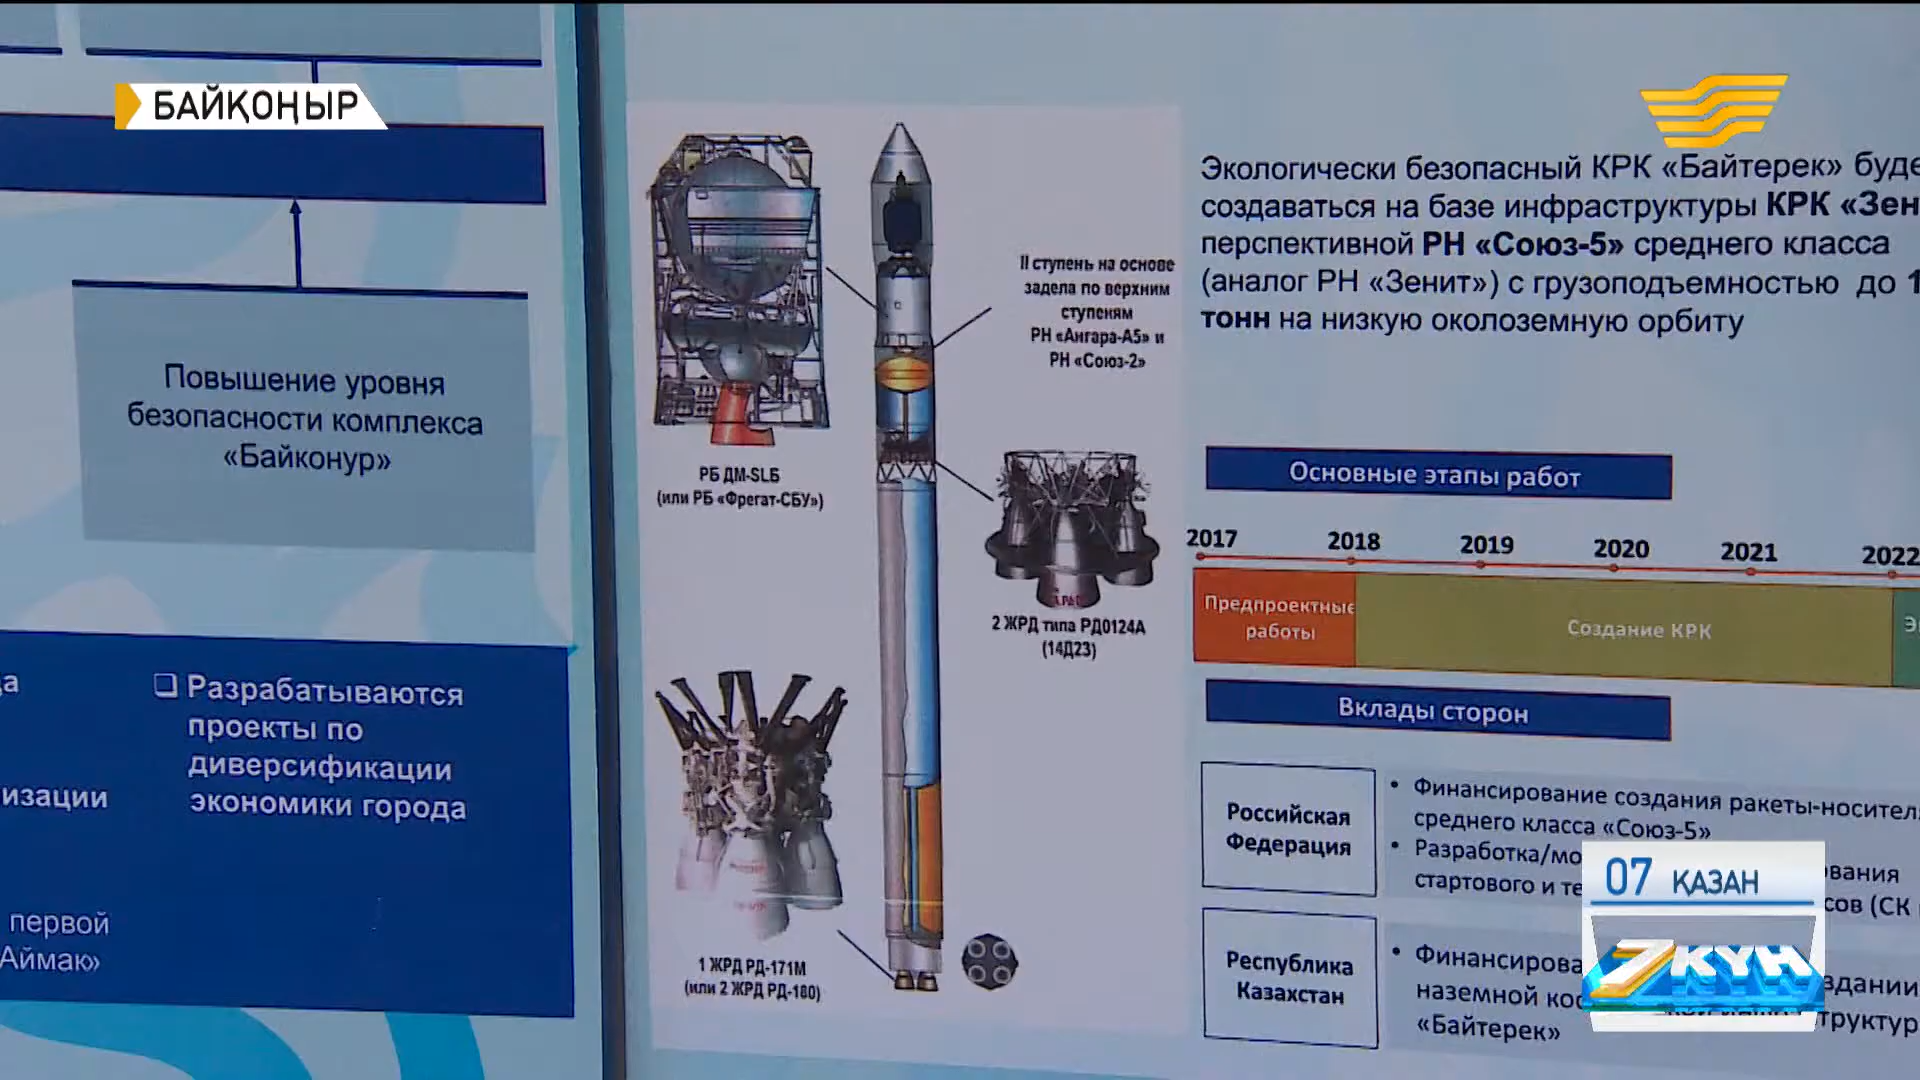 БАЙҚОҢЫР
Повышение уровня
безопасности комплекса
«Байконур»
Разрабатываются
проекты по
диверсификации
экономики города
изации
первой
Аймак»
II ступень на основе
задела по верхним
ступеням
РН «Ангара-А5» и
РН «Союз-2»
РБ ДМ-SLБ
(или РБ «Фрегат-СБУ»)
2 ЖРД типа РД0124А
(14Д23)
1 ЖРД РД-171М
(или 2 ЖРД РД-180)
Экологически безопасный КРК «Байтерек» буде
создаваться на базе инфраструктуры КРК «Зен
перспективной РН «Союз-5» среднего класса
(аналог РН «Зенит») с грузоподъемностью до 1
тонн на низкую околоземную орбиту
Основные этапы работ
2017 2018 2019 2020 2021 2022
Предпроектные
работы
Создание КРК
Э
Вклады сторон
Российская
Федерация
• Финансирование создания ракеты-носител
среднего класса «Союз-5»
• Разработка/мо вания
стартового и те сов (СК
Республика
Казахстан
• Финансирова здании
наземной кос структур
«Байтерек»
07 ҚАЗАН
7 КҮН